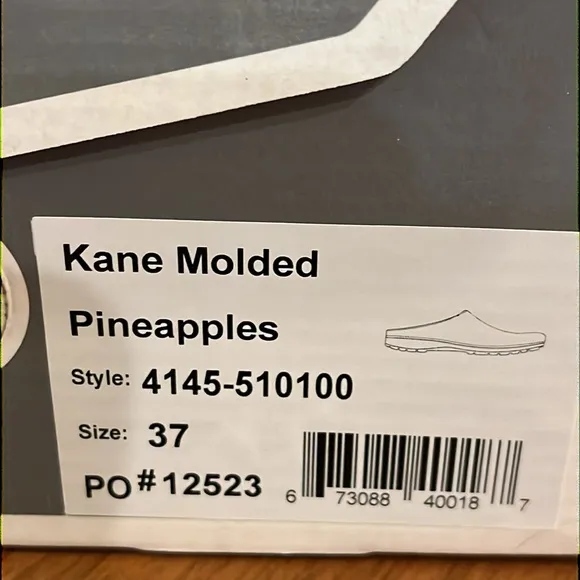 Kane Molded
Pineapples
Style: 4145-510100
Size: 37
PO#12523
6 73088 40018 7